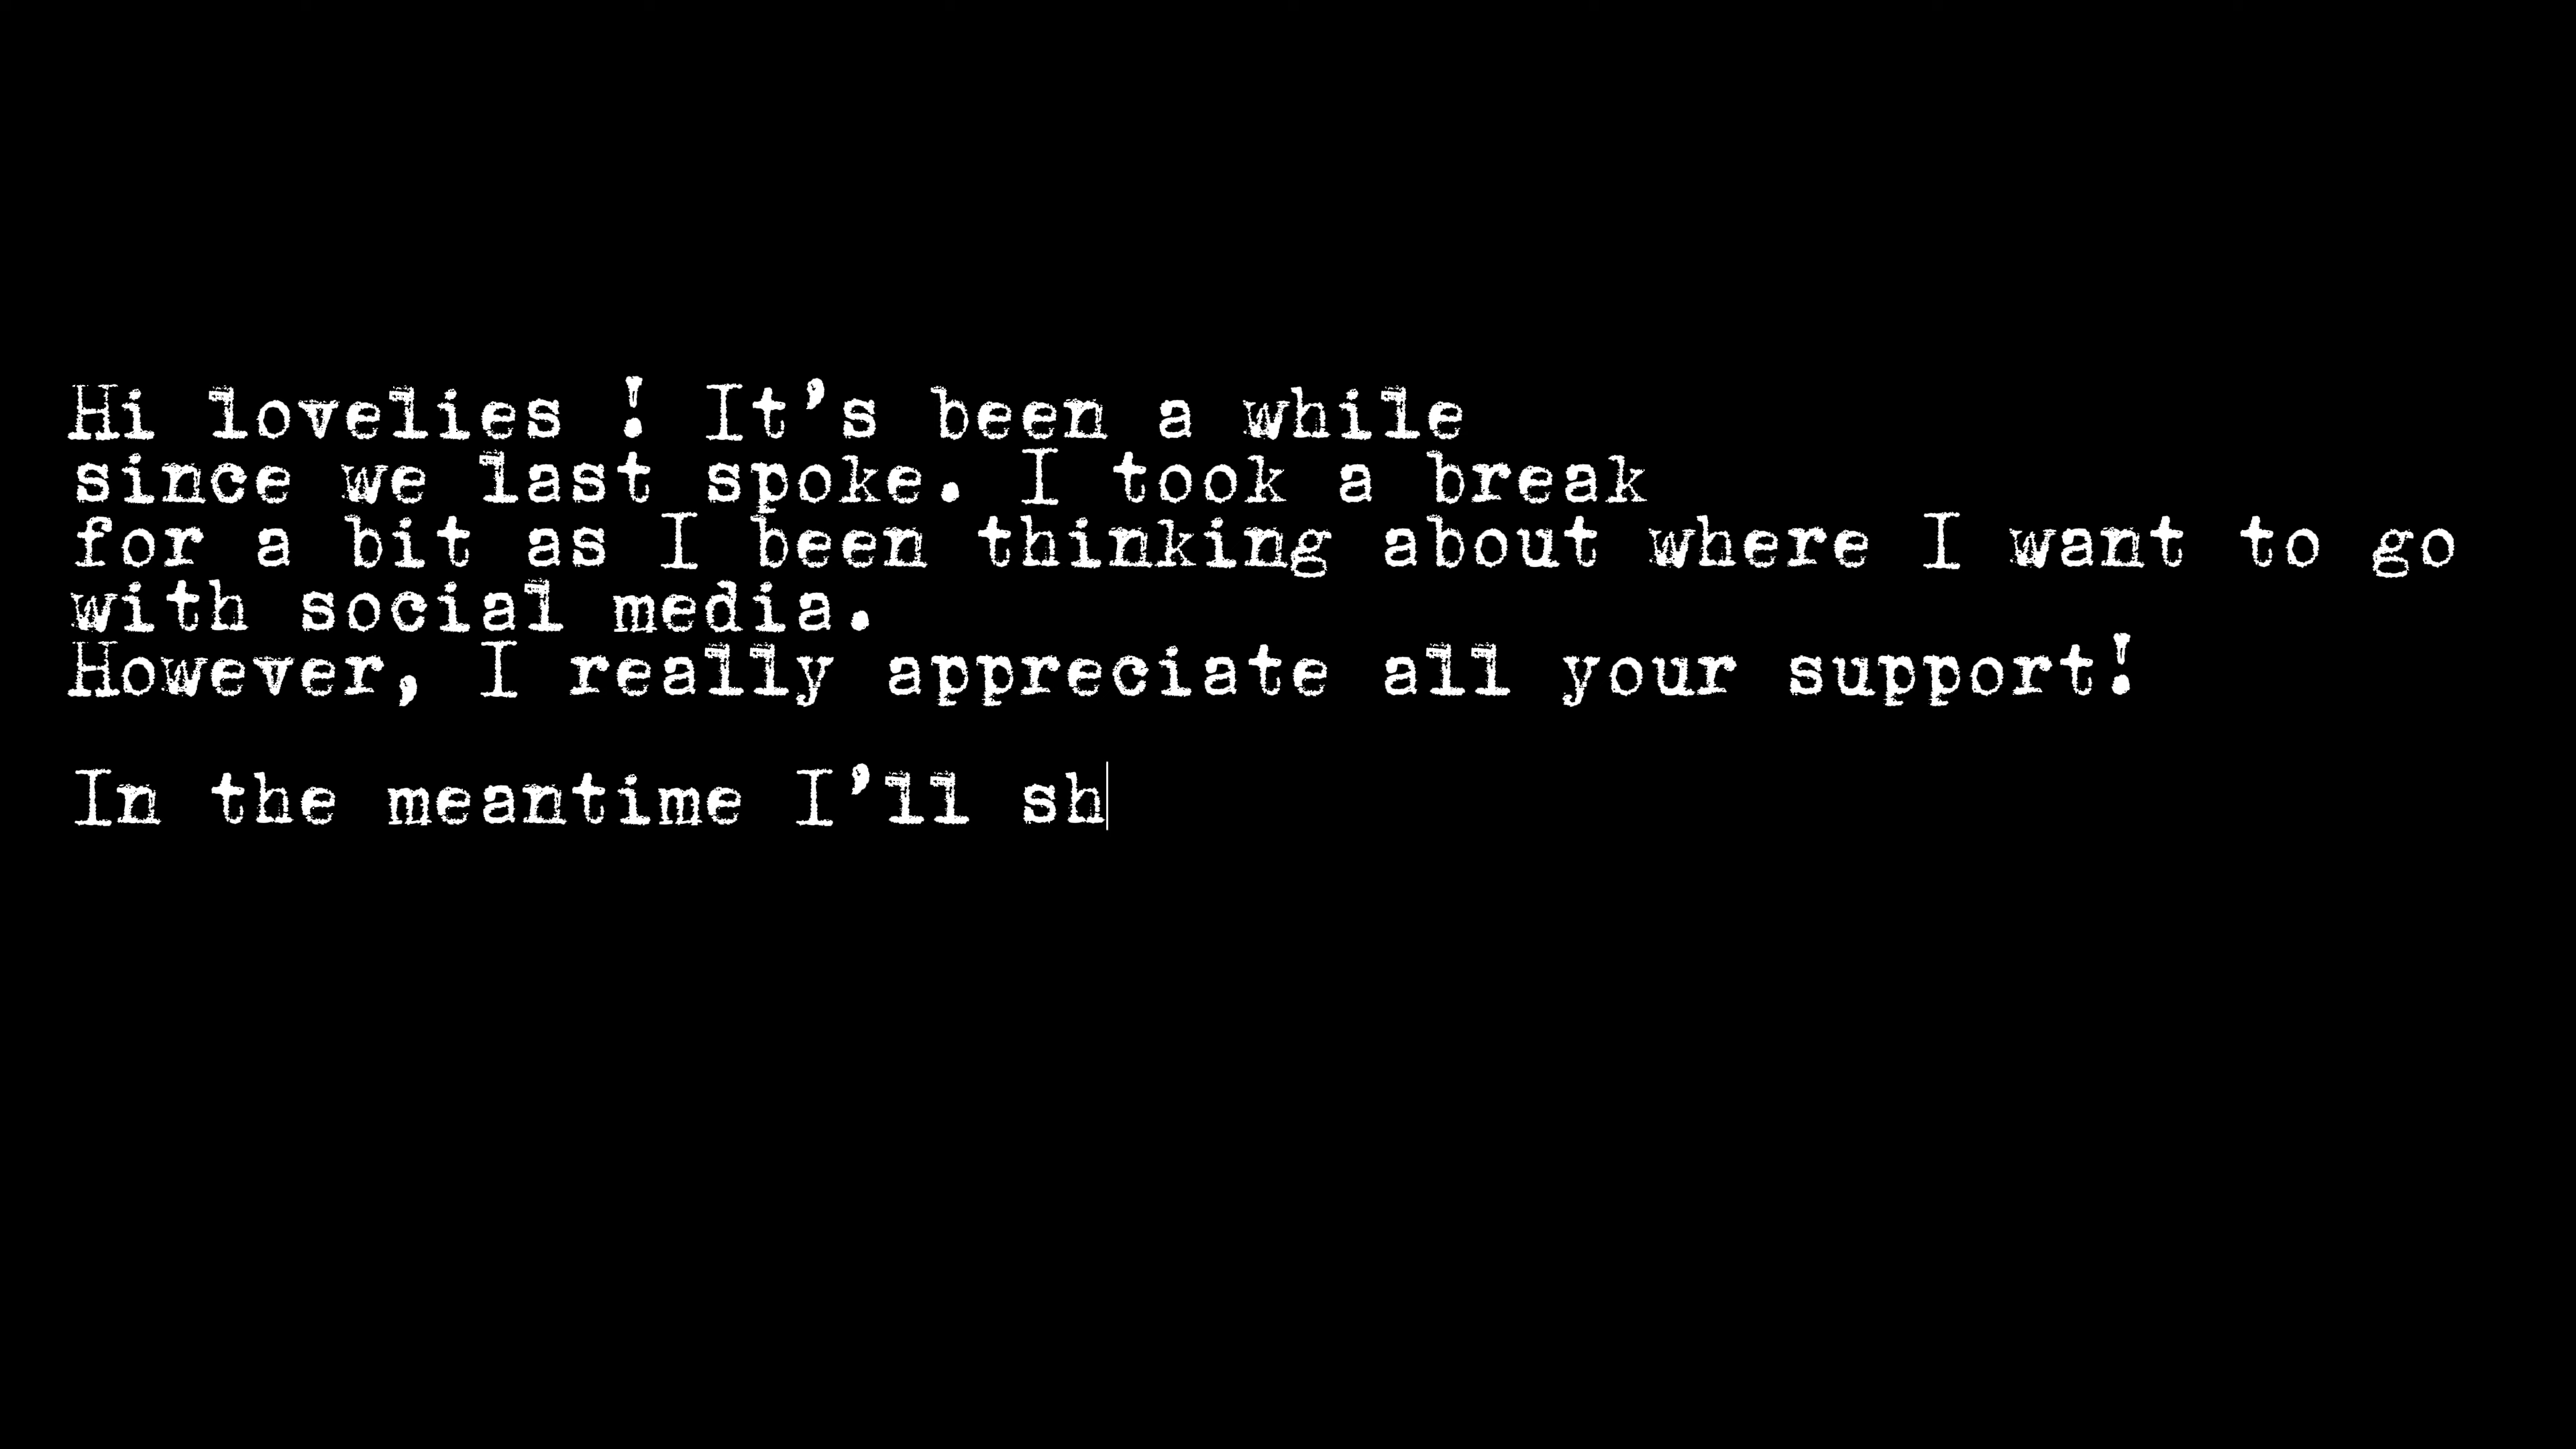 Hi lovelies ! It’s been a while
since we last spoke. I took a break
for a bit as I been thinking about where I want to go
with social media.
However, I really appreciate all your support!
In the meantime I’ll sh